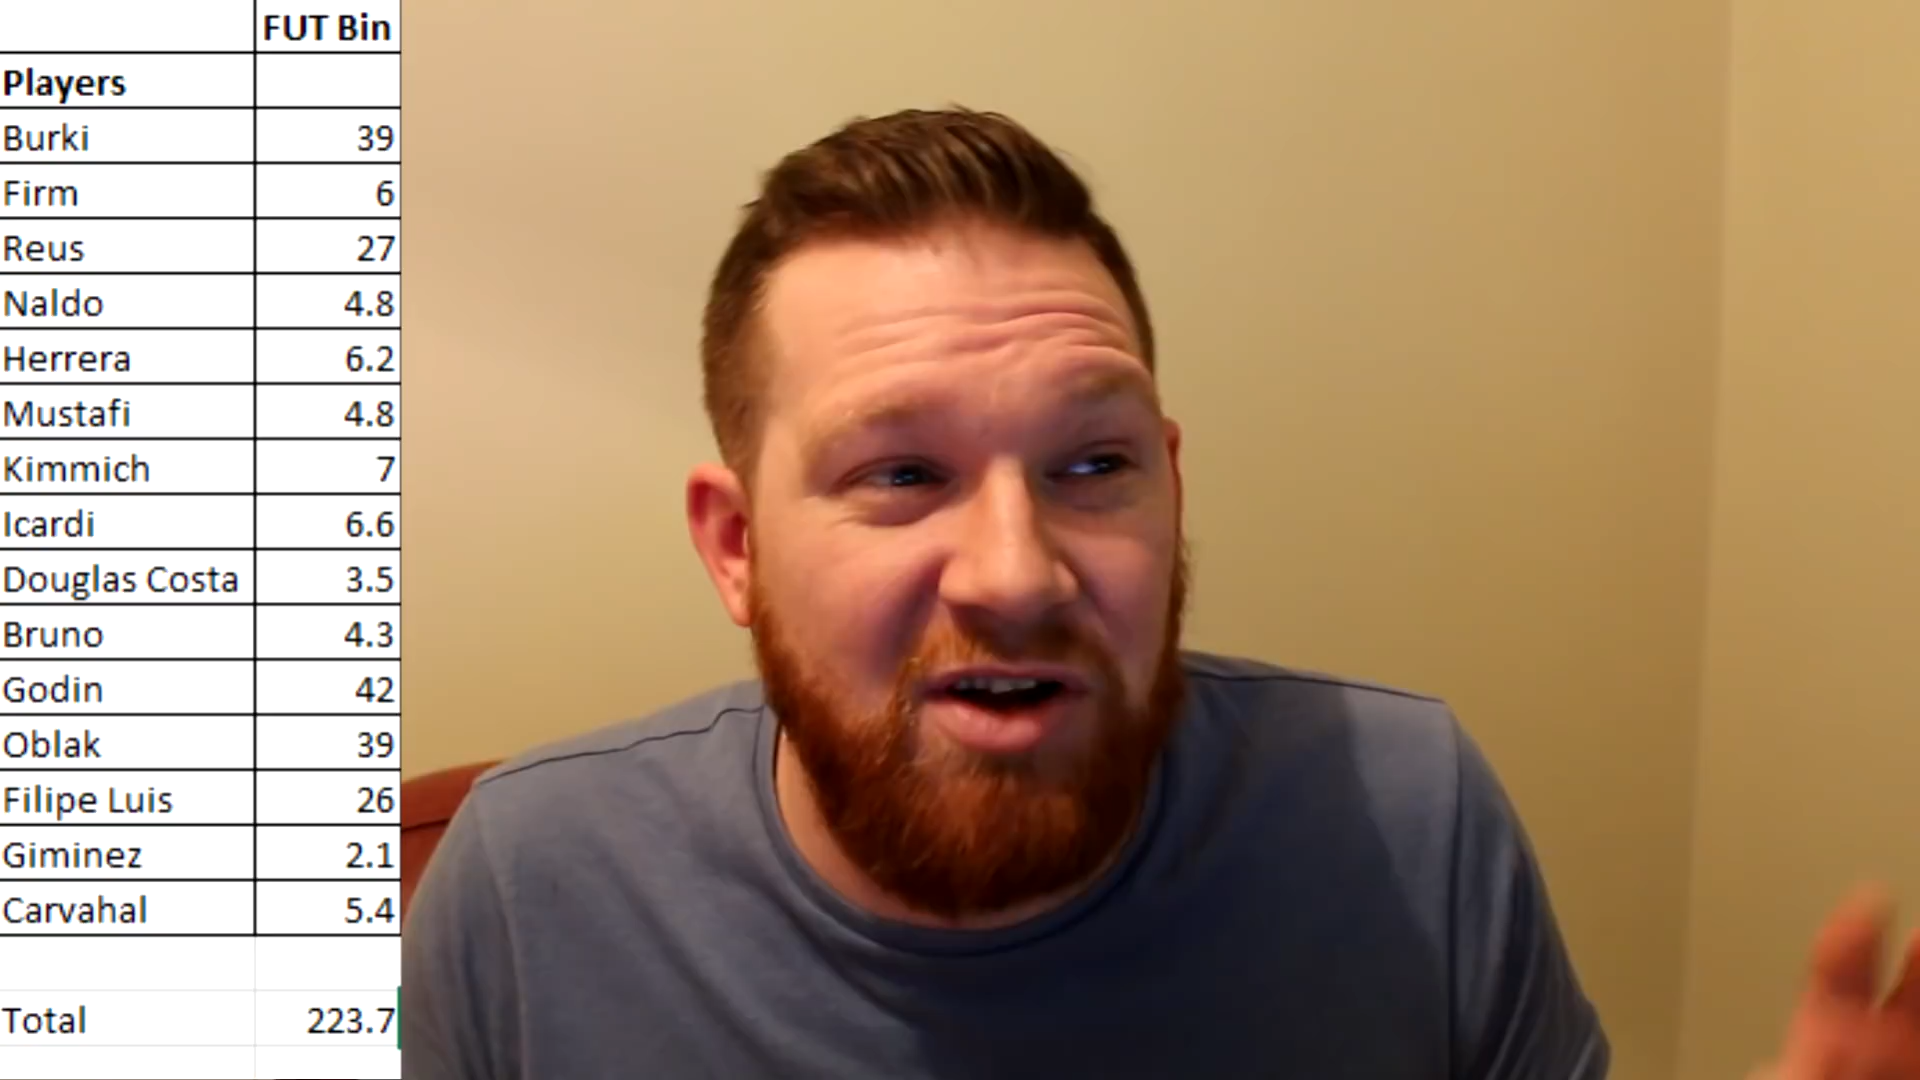 FUT Bin
Players
Burki 39
Firm 6
Reus 27
Naldo 4.8
Herrera 6.2
Mustafi 4.8
Kimmich 7
Icardi 6.6
Douglas Costa 3.5
Bruno 4.3
Godin 42
Oblak 39
Filipe Luis 26
Giminez 2.1
Carvahal 5.4
Total 223.7